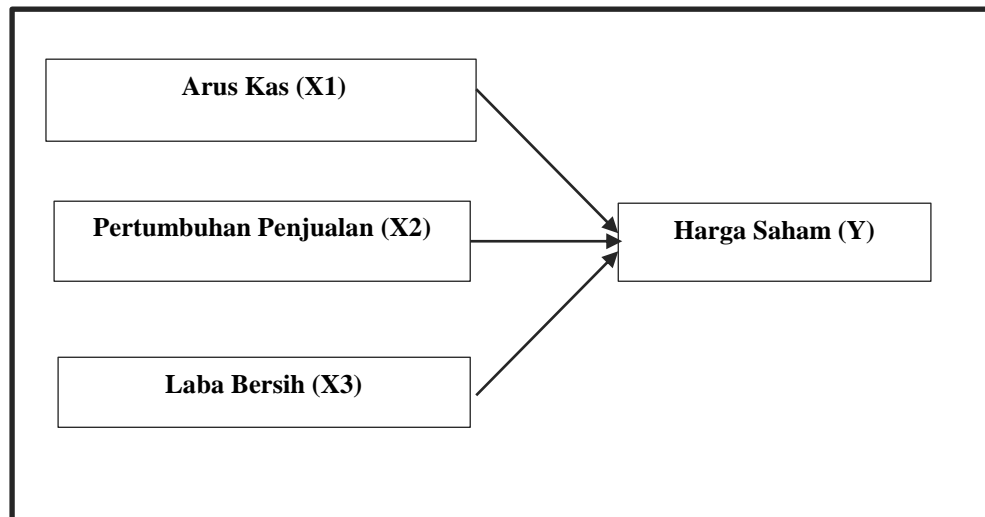 Arus Kas (X1)
Pertumbuhan Penjualan (X2)
Harga Saham (Y)
Laba Bersih (X3)